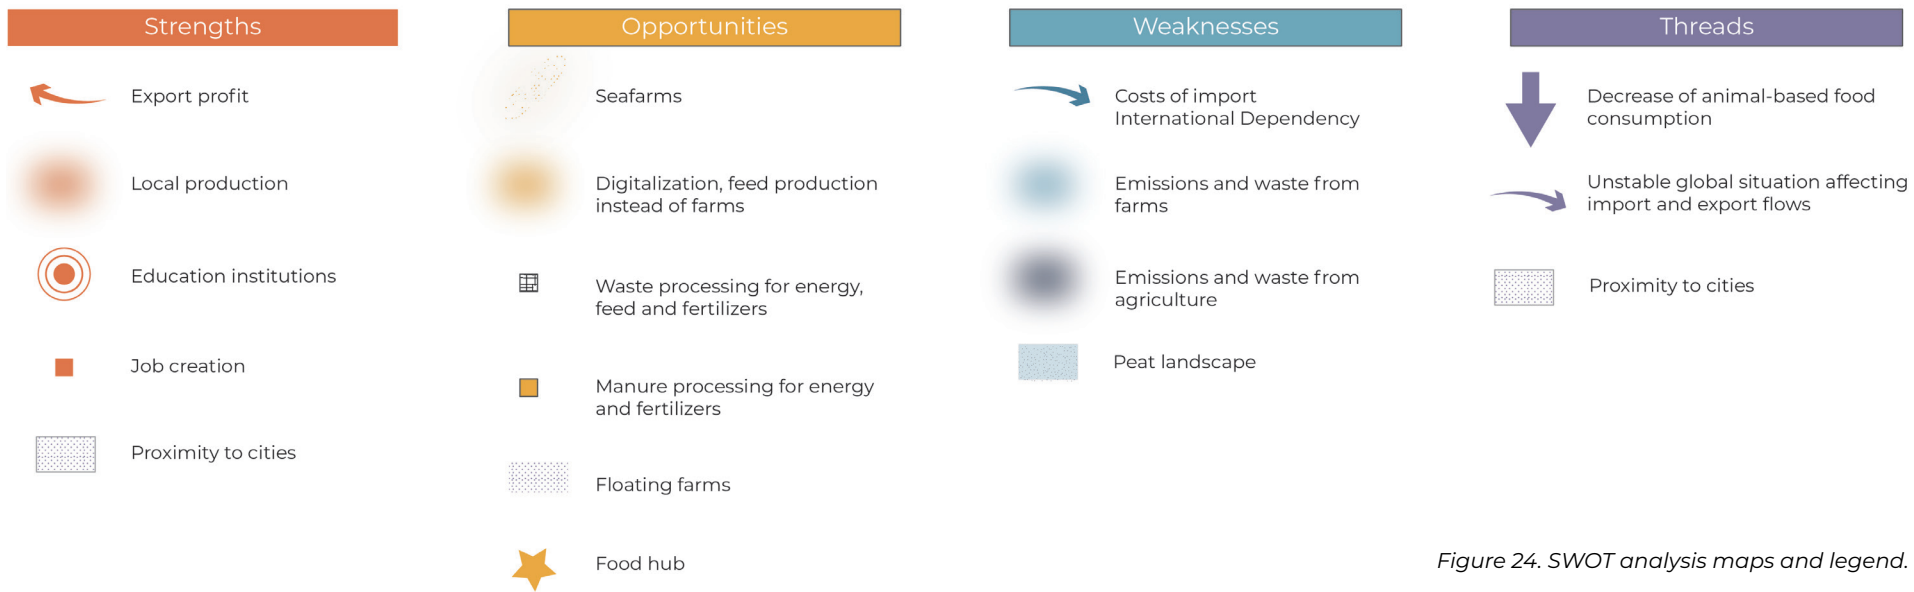 Strengths
Export profit
Local production
Education institutions
Job creation
Proximity to cities
Opportunities
Seafarms
Digitalization, feed production
instead of farms
Waste processing for energy,
feed and fertilizers
Manure processing for energy
and fertilizers
Floating farms
Food hub
Weaknesses
Costs of import
International Dependency
Emissions and waste from
farms
Emissions and waste from
agriculture
Peat landscape
Threads
Decrease of animal-based food
consumption
Unstable global situation affecting
import and export flows
Proximity to cities
Figure 24. SWOT analysis maps and legend.